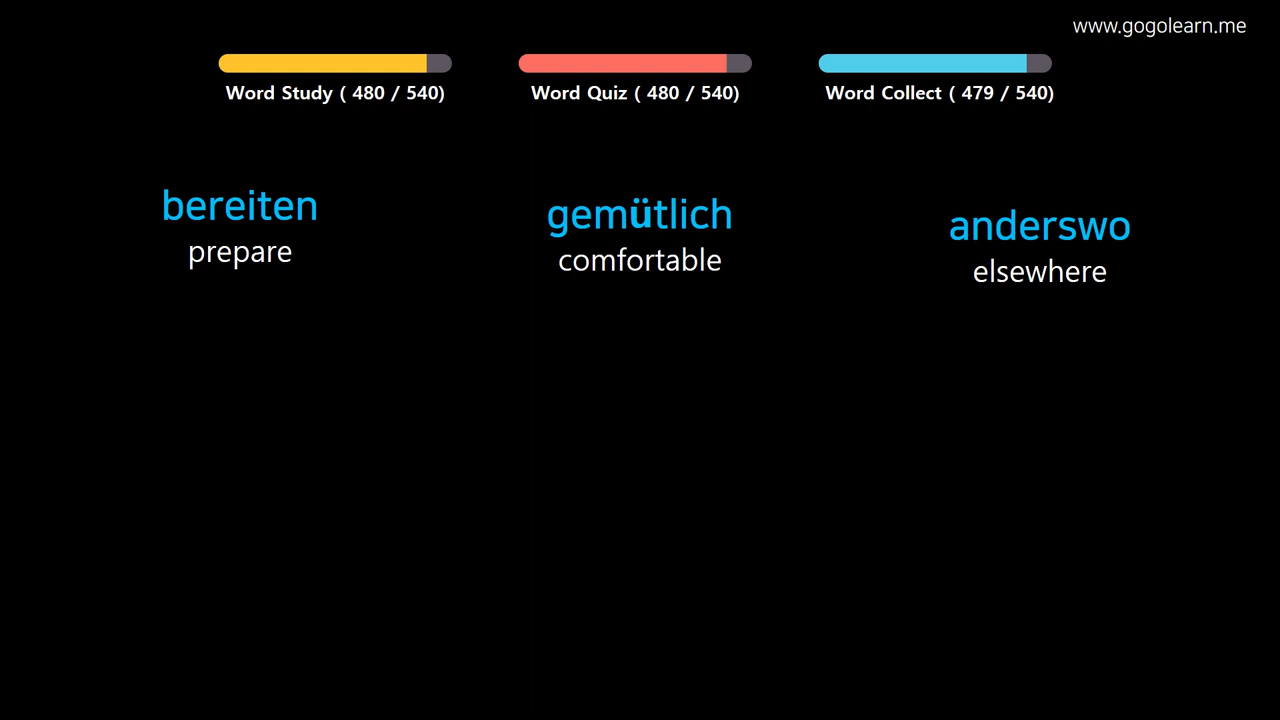 www.gogolearn.me
Word Study ( 480 / 540)
Word Quiz ( 480 / 540)
Word Collect ( 479 / 540)
bereiten
prepare
gemütlich
comfortable
anderswo
elsewhere